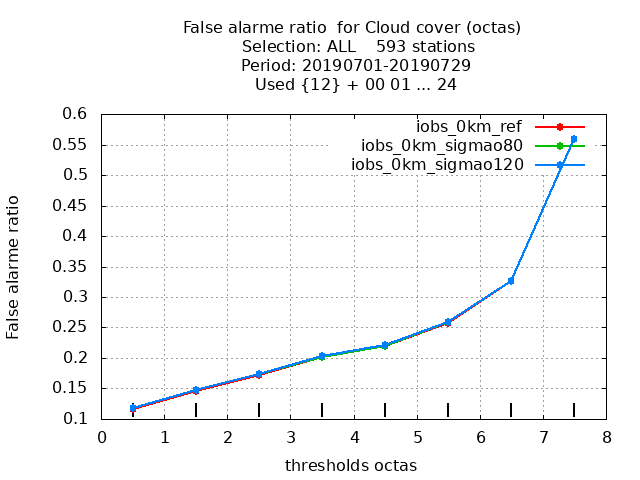 False alarme ratio  for Cloud cover (octas)
Selection: ALL    593 stations
Period: 20190701-20190729
Used {12} + 00 01 ... 24
iobs_0km_ref
iobs_0km_sigmao80
iobs_0km_sigmao120
False alarme ratio
0.6
0.55
0.5
0.45
0.4
0.35
0.3
0.25
0.2
0.15
0.1
0 1 2 3 4 5 6 7 8
thresholds octas